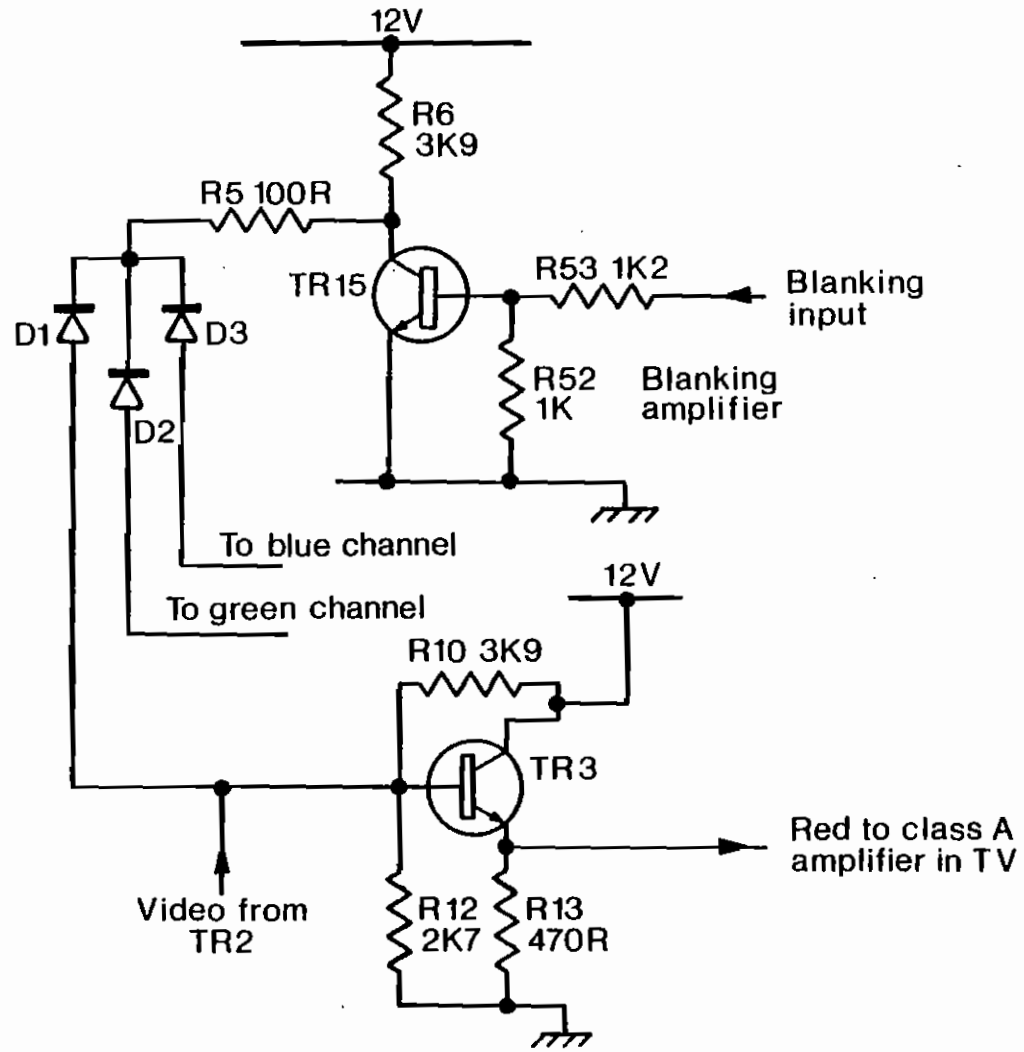 12V
R6
3K9
R5 100R
TR15
R53 1K2
Blanking
input
D1
D3
R52
1K
Blanking
amplifier
D2
To blue channel
12V
To green channel
R10 3K9
TR3
Red to class A
amplifier in TV
Video from
TR2
R12
2K7
R13
470R